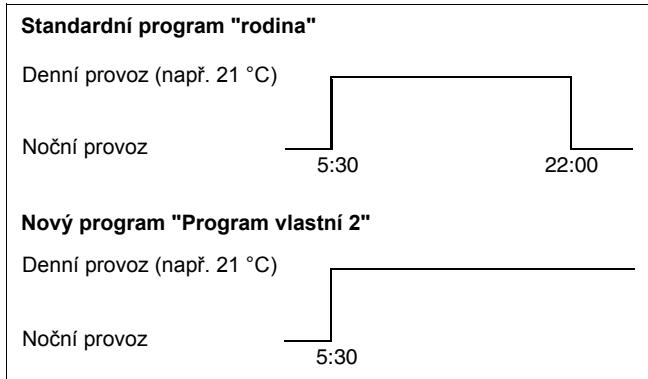 Standardní program "rodina"
Denní provoz (např. 21 °C)
Noční provoz
5:30 22:00
Nový program "Program vlastní 2"
Denní provoz (např. 21 °C)
Noční provoz
5:30